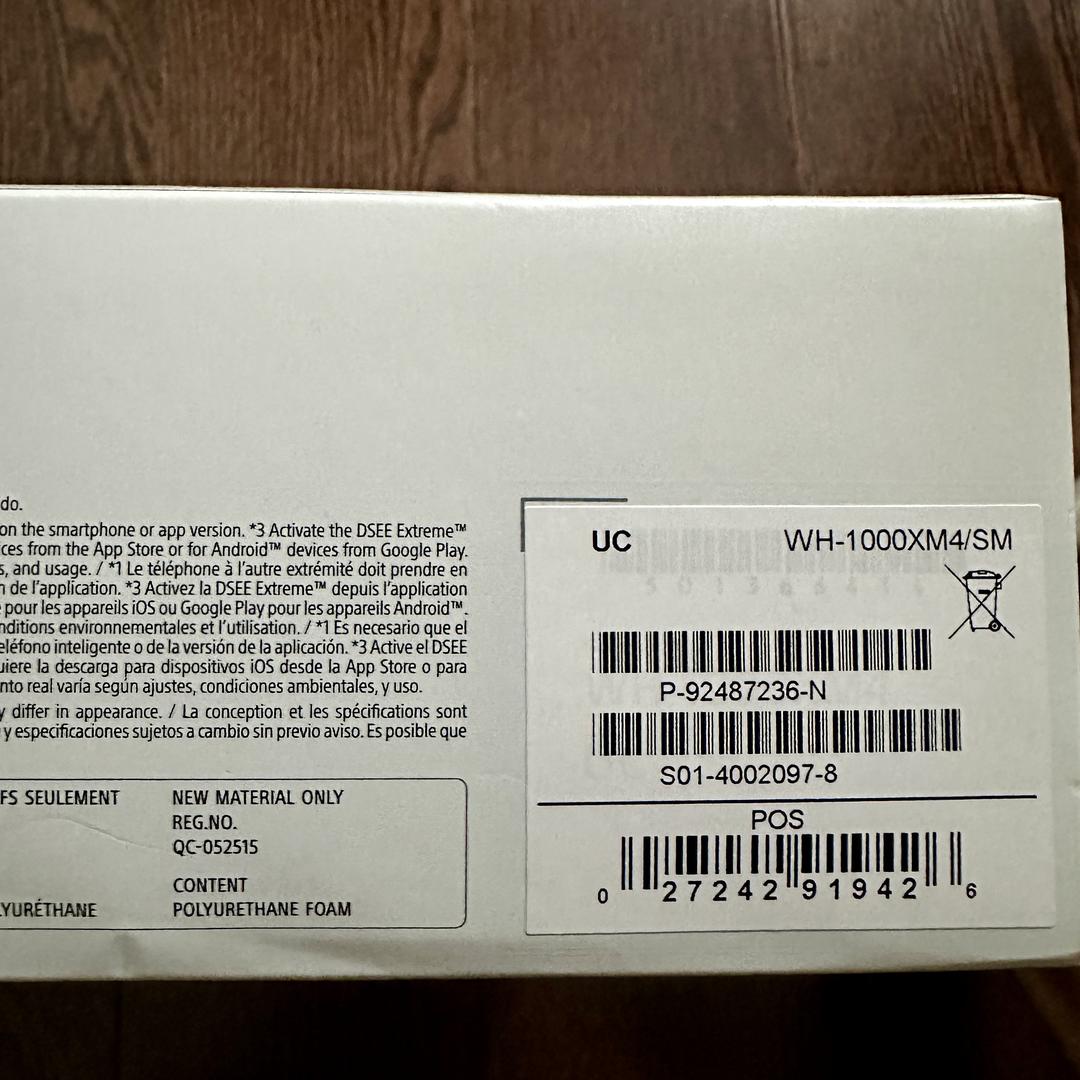 do.
on the smartphone or app version. *3 Activate the DSEE Extreme™
ces from the App Store or for Android™ devices from Google Play.
s, and usage. / *1 Le téléphone à l'autre extrémité doit prendre en
n de l'application. *3 Activez la DSEE Extreme™ depuis l'application
pour les appareils iOS ou Google Play pour les appareils Android™.
nditions environnementales et l'utilisation. / *1 Es necesario que el
eléfono inteligente o de la versión de la aplicación. *3 Active el DSEE
uiere la descarga para dispositivos iOS desde la App Store o para
nto real varía según ajustes, condiciones ambientales, y uso.
y differ in appearance. / La conception et les spécifications sont
y especificaciones sujetos a cambio sin previo aviso. Es posible que
FS SEULEMENT
YURÉTHANE
NEW MATERIAL ONLY
REG.NO.
QC-052515
CONTENT
POLYURETHANE FOAM
UC WH-1000XM4/SM
P-92487236-N
S01-4002097-8
POS
0 27242 91942 6